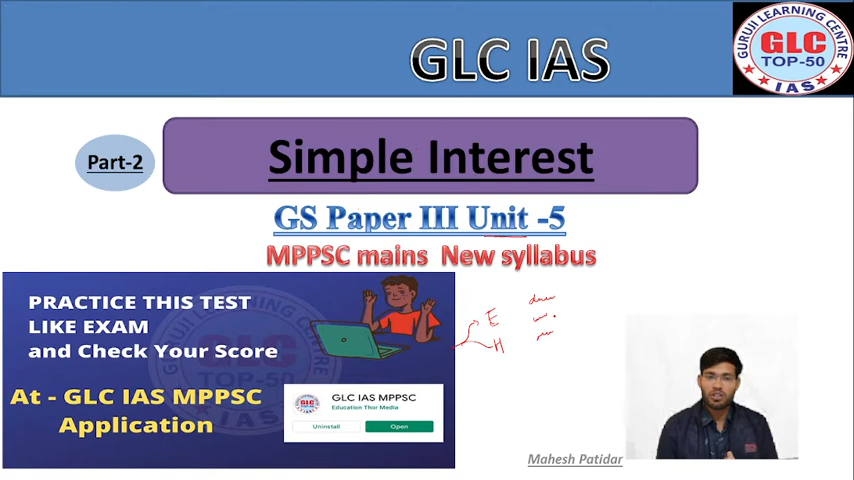 GLC IAS
GURUJI LEARNING CENTRE
GLC
TOP-50
IAS
Part-2
Simple Interest
GS Paper III Unit -5
MPPSC mains New syllabus
PRACTICE THIS TEST
LIKE EXAM
and Check Your Score
At - GLC IAS MPPSC
Application
GLC IAS MPPSC
Education Thor Media
Uninstall
Open
E
H
Mahesh Patidar